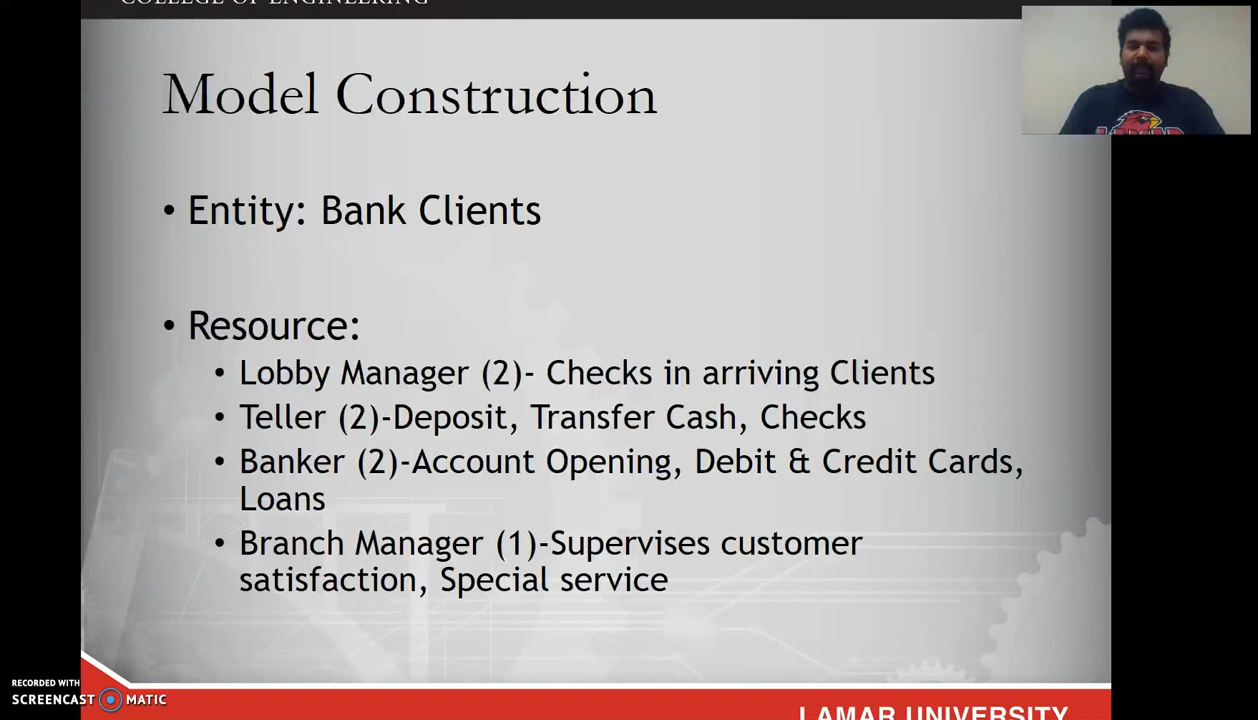 COLLEGE OF ENGINEERING
Model Construction
• Entity: Bank Clients
• Resource:
• Lobby Manager (2)- Checks in arriving Clients
• Teller (2)-Deposit, Transfer Cash, Checks
• Banker (2)-Account Opening, Debit & Credit Cards,
Loans
• Branch Manager (1)-Supervises customer
satisfaction, Special service
LAMAR
RECORDED WITH
SCREENCAST MATIC
LAMAR UNIVERSITY